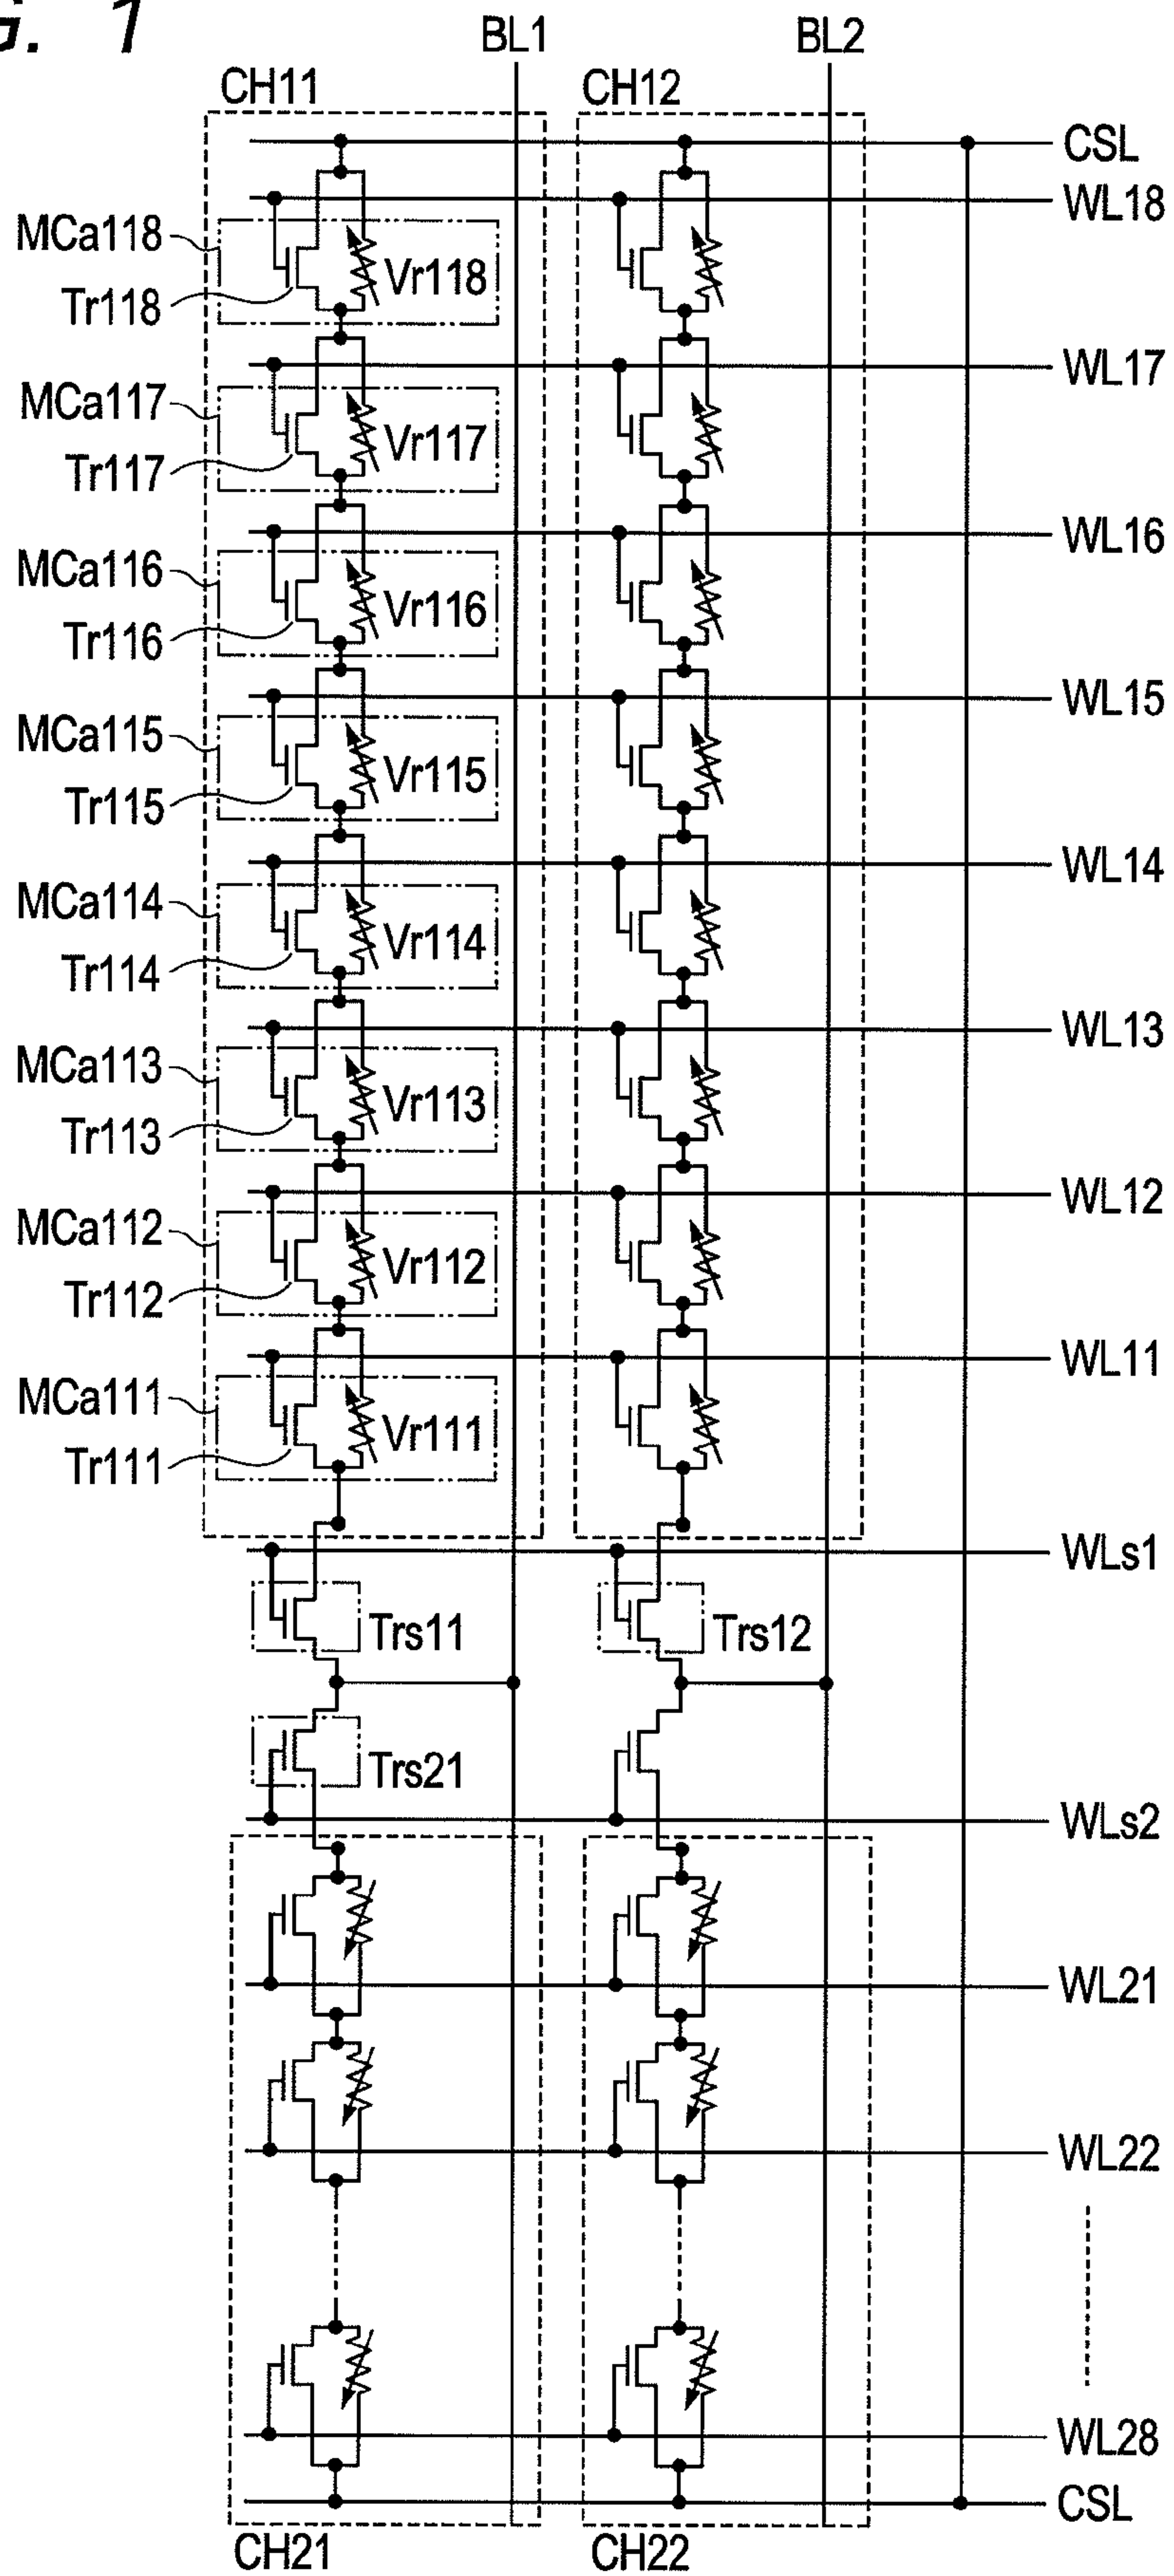 G. 1
BL1 BL2
CH11 CH12
CSL
WL18
MCa118
Vr118
Tr118
WL17
MCa117
Vr117
Tr117
WL16
MCa116
Vr116
Tr116
WL15
MCa115
Vr115
Tr115
WL14
MCa114
Vr114
Tr114
WL13
MCa113
Vr113
Tr113
WL12
MCa112
Vr112
Tr112
WL11
MCa111
Vr111
Tr111
WLs1
Trs11 Trs12
Trs21
WLs2
WL21
WL22
WL28
CSL
CH21 CH22